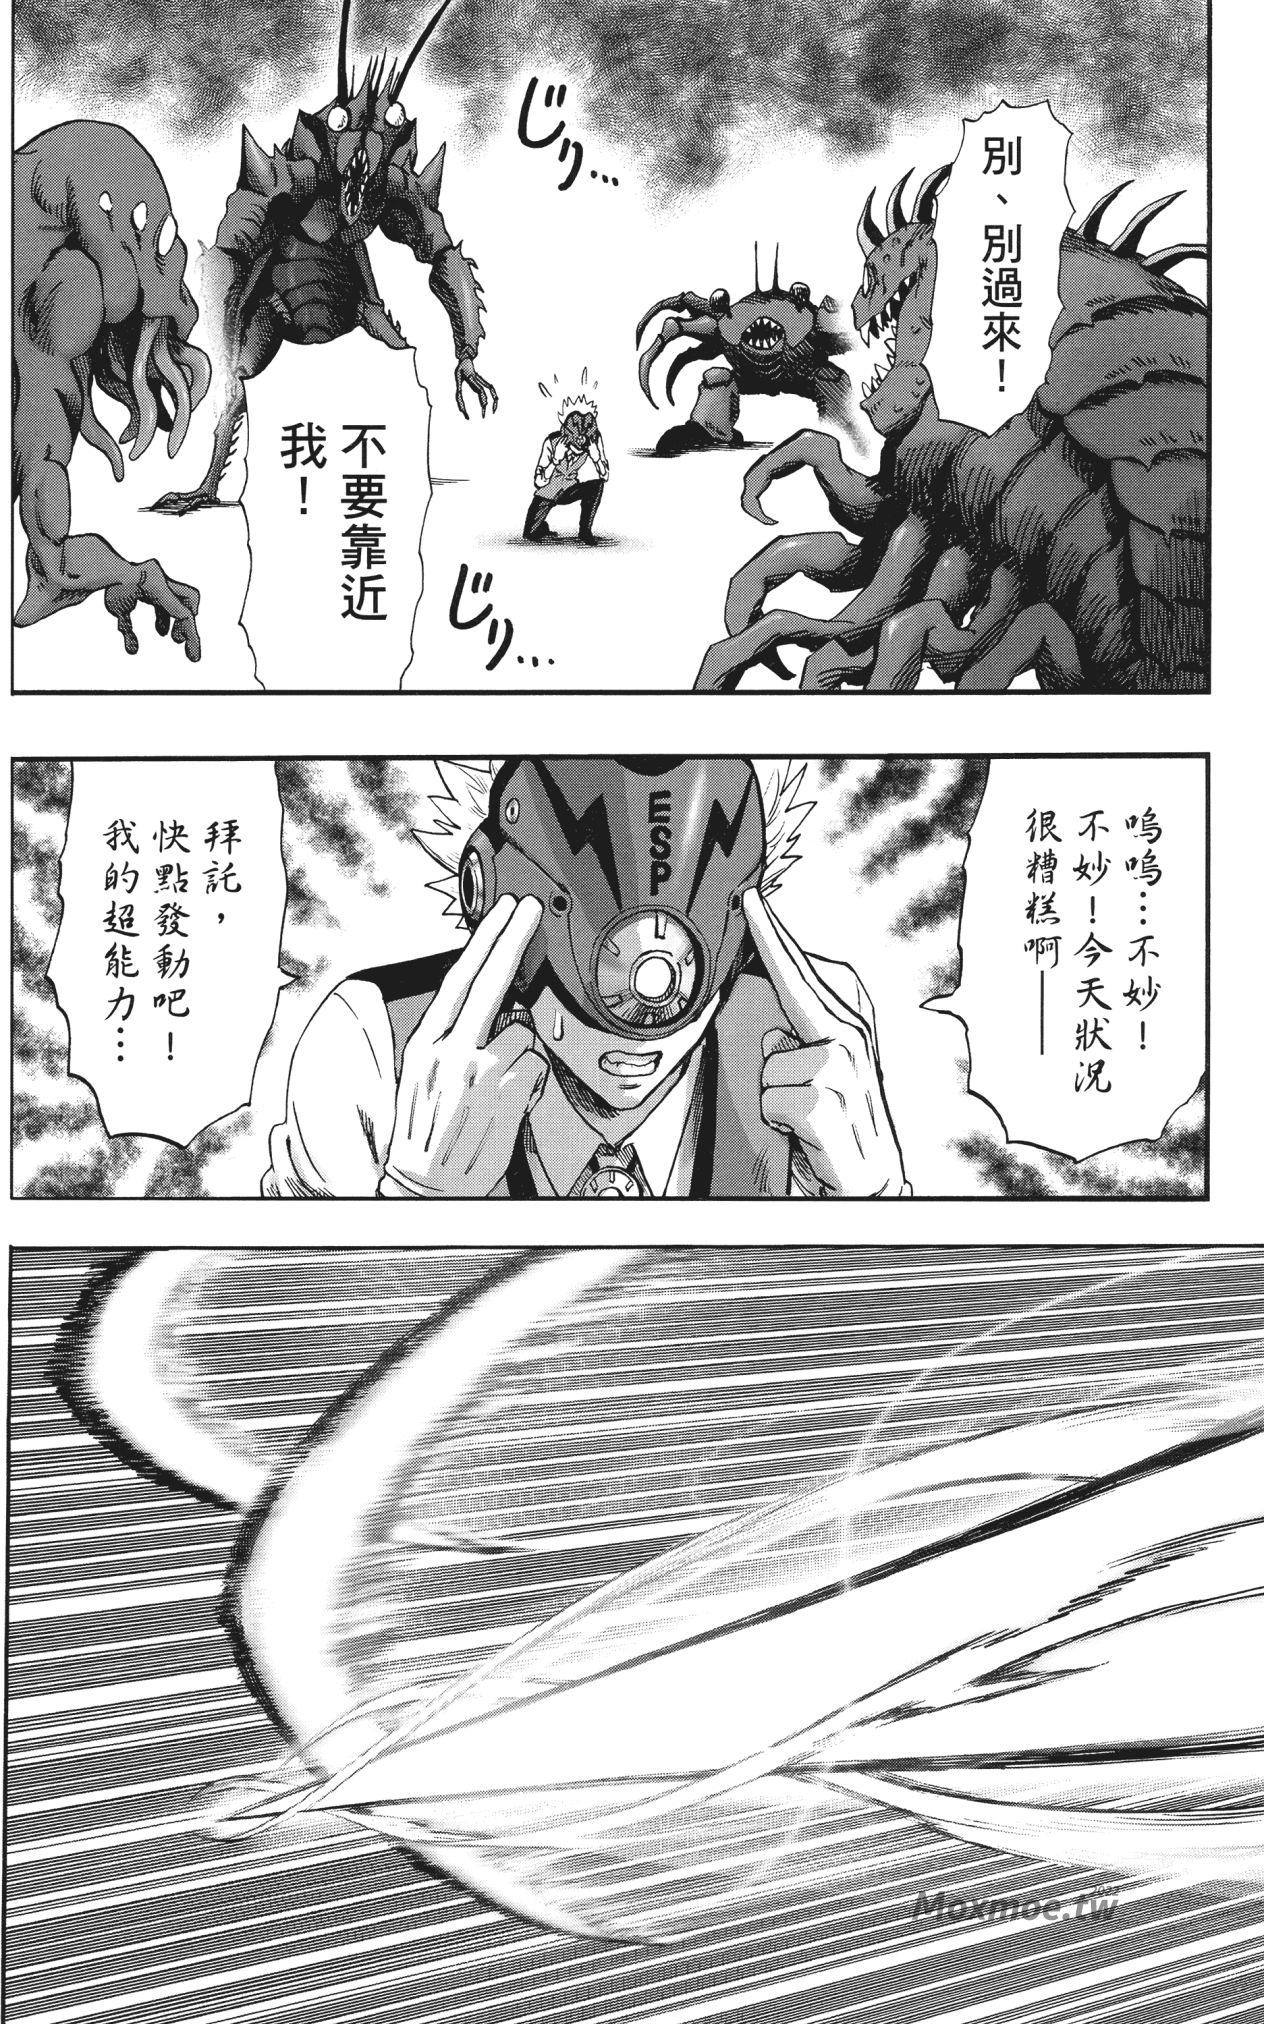 別、別過來！
じり…
不要靠近
我！
じり…
嗚嗚…不妙！
不妙！今天狀況
很糟糕啊——
ESP
拜託，
快點發動吧！
我的超能力…
Moxmoe.tw